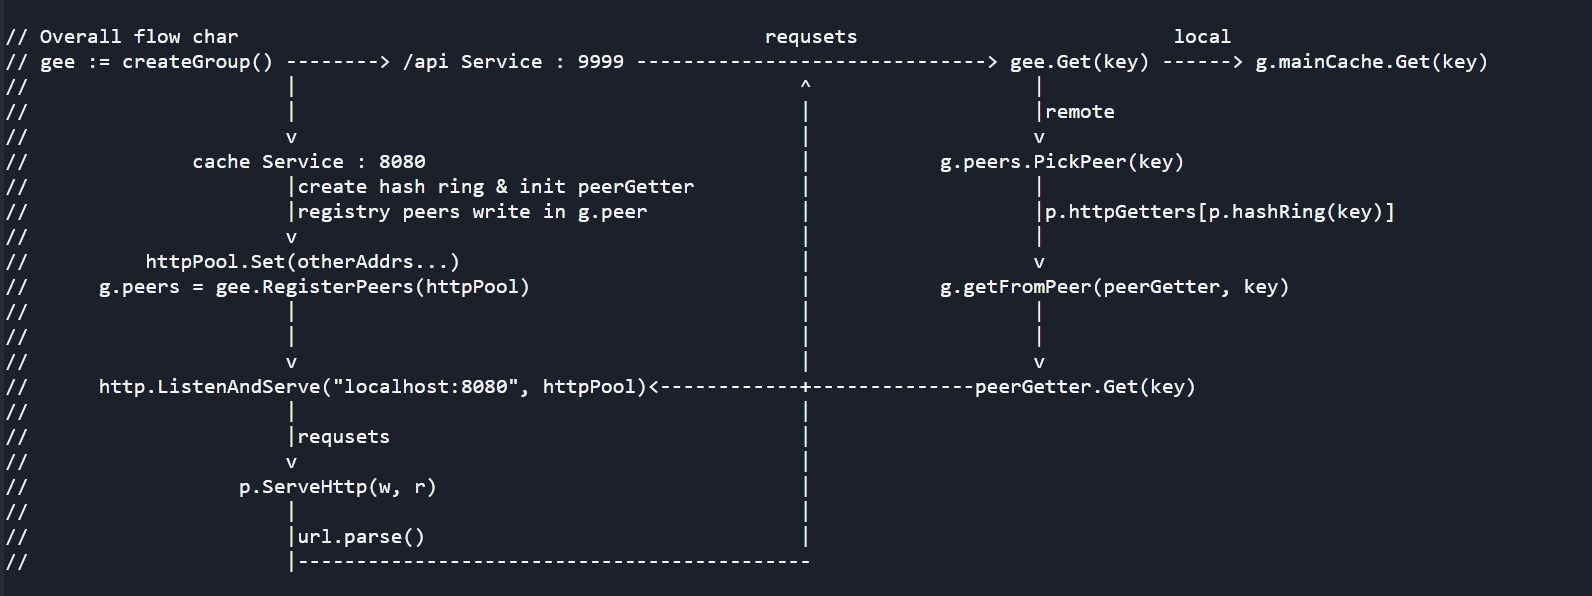 // Overall flow char                                             requsets                           local
// gee := createGroup() --------> /api Service : 9999 ------------------------------> gee.Get(key) ------> g.mainCache.Get(key)
//                       |                                           ^                   |
//                       |                                           |                   |remote
//                       v                                           |                   v
//              cache Service : 8080                                 |           g.peers.PickPeer(key)
//                       |create hash ring & init peerGetter         |                   |
//                       |registry peers write in g.peer             |                   |p.httpGetters[p.hashRing(key)]
//                       v                                           |                   |
//          httpPool.Set(otherAddrs...)                              |                   v
//      g.peers = gee.RegisterPeers(httpPool)                        |           g.getFromPeer(peerGetter, key)
//                       |                                           |                   |
//                       |                                           |                   |
//                       v                                           |                   v
//      http.ListenAndServe("localhost:8080", httpPool)<------------+--------------peerGetter.Get(key)
//                       |                                           |
//                       |requsets                                   |
//                       v                                           |
//                  p.ServeHttp(w, r)                                |
//                       |                                           |
//                       |url.parse()                                |
//                       |--------------------------------------------